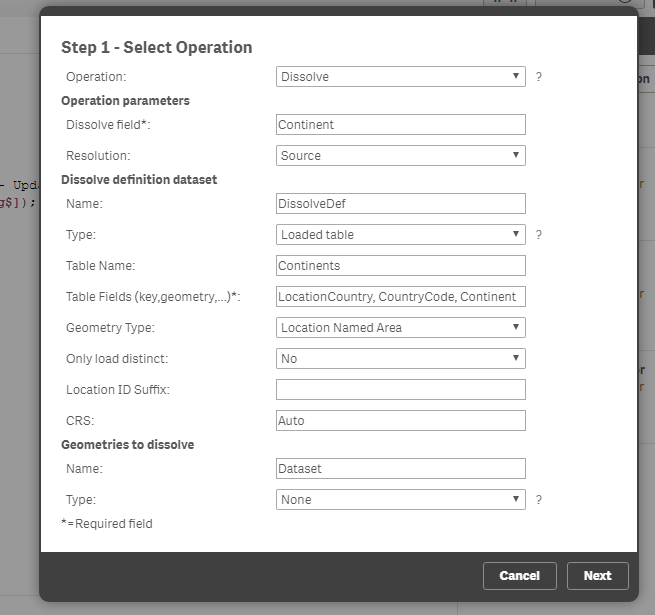 Step 1 - Select Operation
Operation: Dissolve ?
Operation parameters
Dissolve field*: Continent
Resolution: Source
Dissolve definition dataset
- Upda
Name: DissolveDef
g$]);
Type: Loaded table ?
Table Name: Continents
Table Fields (key,geometry,...)*: LocationCountry, CountryCode, Continent
Geometry Type: Location Named Area
Only load distinct: No
Location ID Suffix:
CRS: Auto
Geometries to dissolve
Name: Dataset
Type: None ?
*=Required field
Cancel Next